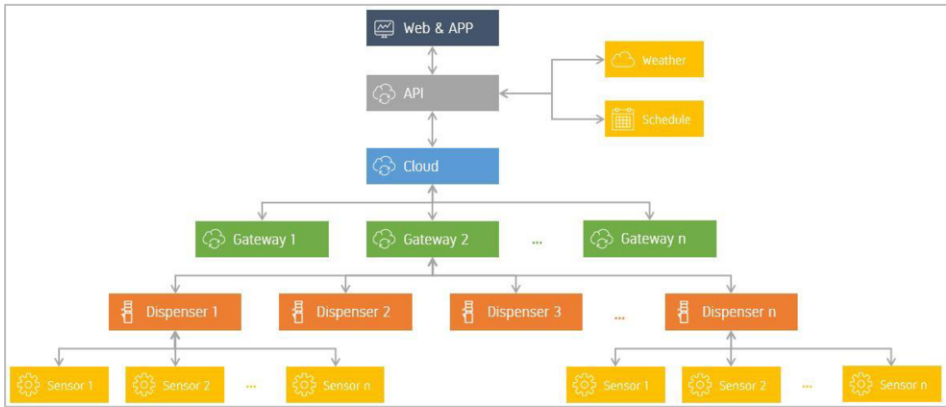 Web & APP
Weather
API
Schedule
Cloud
Gateway 1
Gateway 2
...
Gateway n
Dispenser 1
Dispenser 2
Dispenser 3
...
Dispenser n
Sensor 1
Sensor 2
...
Sensor n
Sensor 1
Sensor 2
...
Sensor n